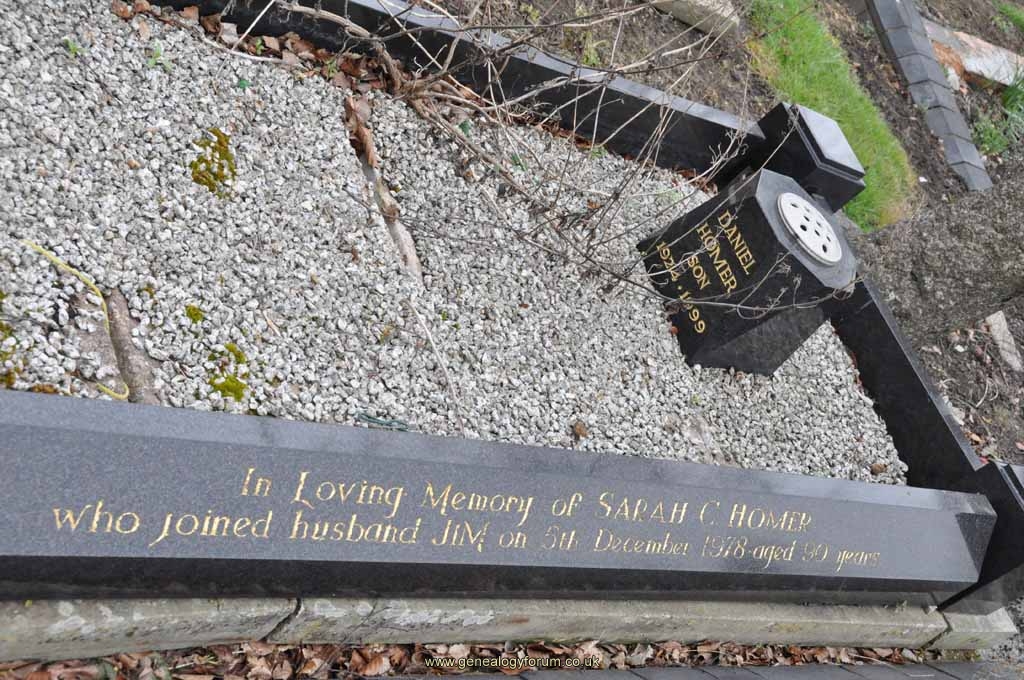 DANIEL
HOMER
SON
1924 · 1999
In Loving Memory of SARAH C HOMER
who joined husband JIM on 5th December 1978 · aged 90 years
www.genealogyforum.co.uk